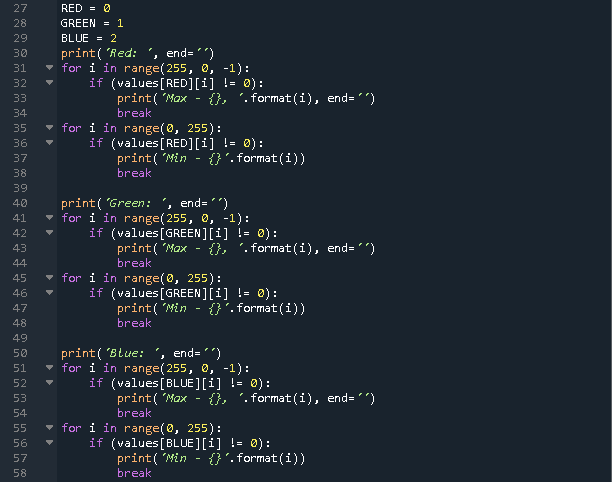 27 RED = 0
28 GREEN = 1
29 BLUE = 2
30 print('Red: ', end='')
31 for i in range(255, 0, -1):
32     if (values[RED][i] != 0):
33         print('Max - {}, '.format(i), end='')
34         break
35 for i in range(0, 255):
36     if (values[RED][i] != 0):
37         print('Min - {}'.format(i))
38         break
39
40 print('Green: ', end='')
41 for i in range(255, 0, -1):
42     if (values[GREEN][i] != 0):
43         print('Max - {}, '.format(i), end='')
44         break
45 for i in range(0, 255):
46     if (values[GREEN][i] != 0):
47         print('Min - {}'.format(i))
48         break
49
50 print('Blue: ', end='')
51 for i in range(255, 0, -1):
52     if (values[BLUE][i] != 0):
53         print('Max - {}, '.format(i), end='')
54         break
55 for i in range(0, 255):
56     if (values[BLUE][i] != 0):
57         print('Min - {}'.format(i))
58         break